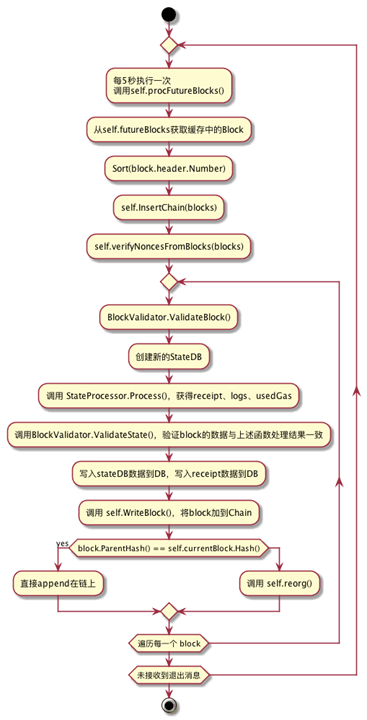 每5秒执行一次
调用self.procFutureBlocks()
从self.futureBlocks获取缓存中的Block
Sort(block.header.Number)
self.InsertChain(blocks)
self.verifyNoncesFromBlocks(blocks)
BlockValidator.ValidateBlock()
创建新的StateDB
调用 StateProcessor.Process()，获得receipt、logs、usedGas
调用BlockValidator.ValidateState()，验证block的数据与上述函数处理结果一致
写入stateDB数据到DB，写入receipt数据到DB
调用 self.WriteBlock()，将block加到Chain
yes
block.ParentHash() == self.currentBlock.Hash()
直接append在链上
调用 self.reorg()
遍历每一个 block
未接收到退出消息